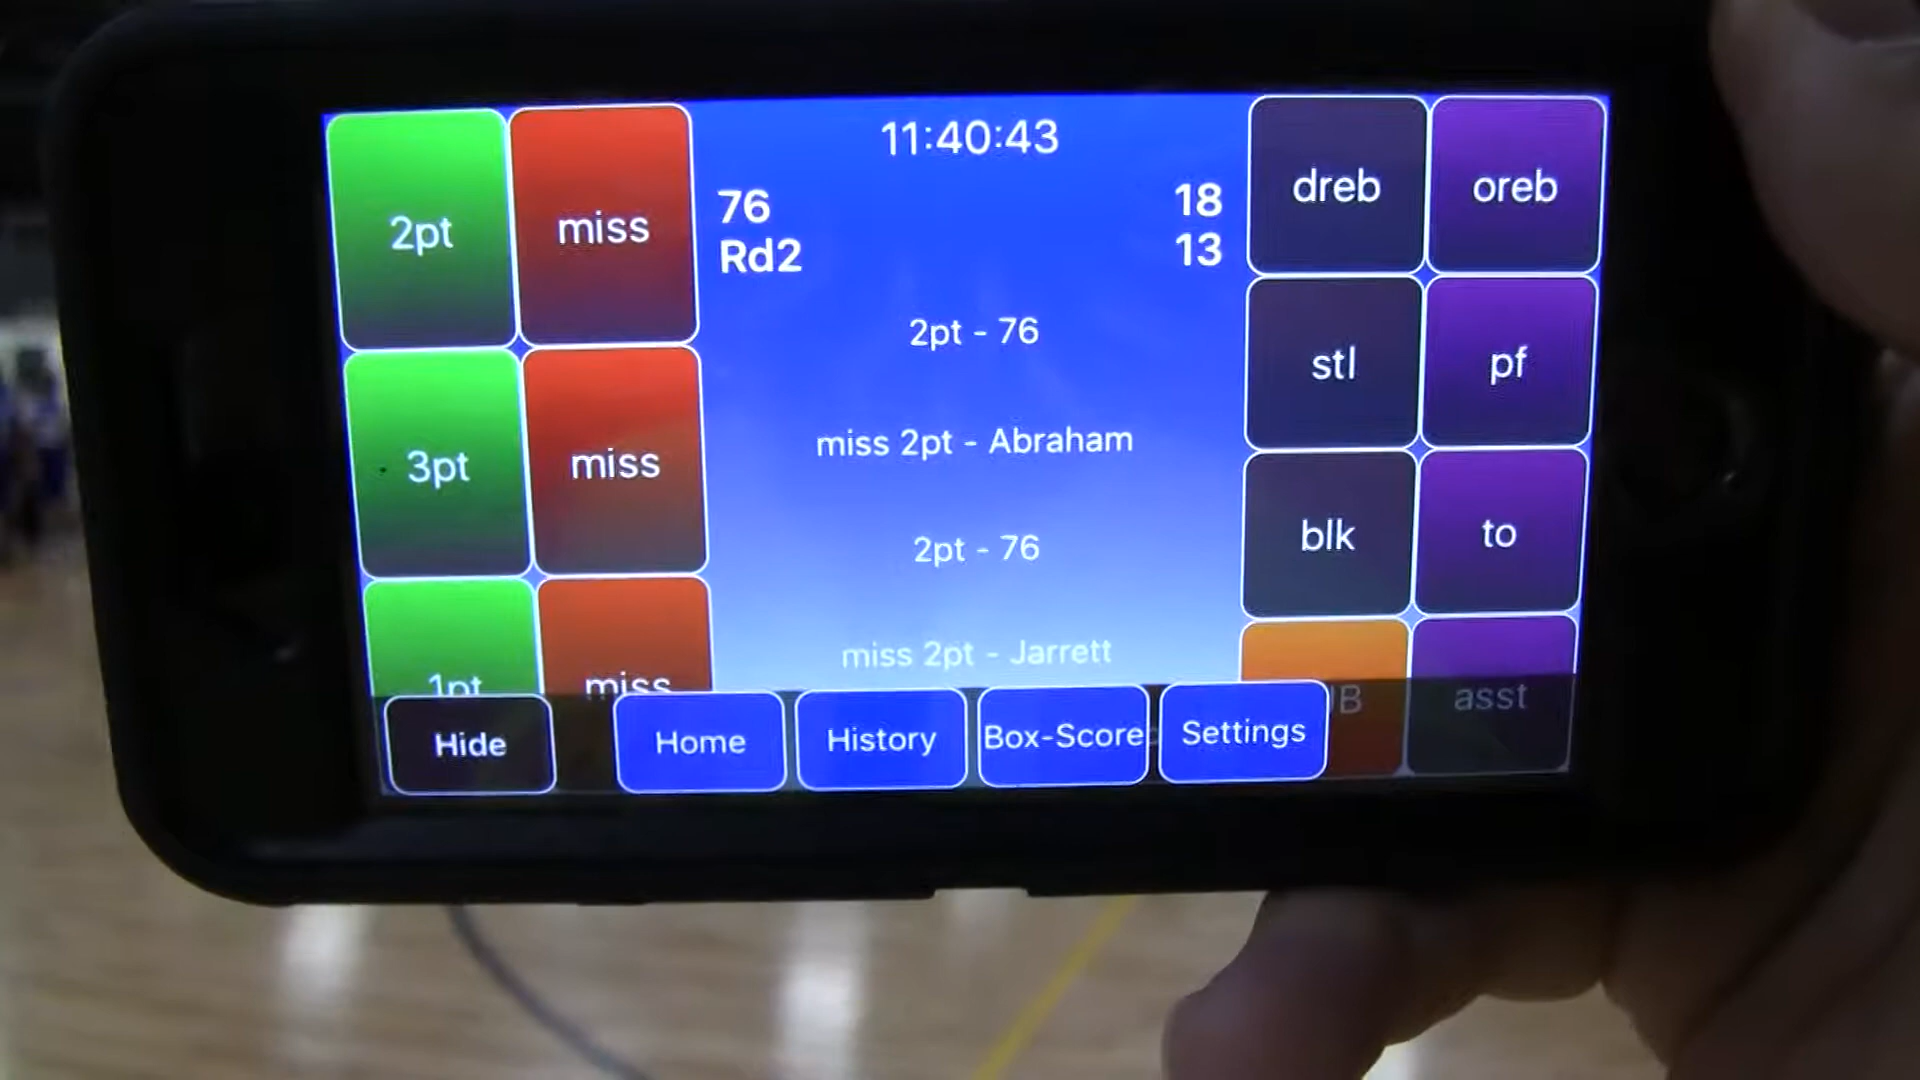 2pt
miss
11:40:43
76
18
Rd2
13
dreb
oreb
3pt
miss
2pt - 76
stl
pf
miss 2pt - Abraham
2pt - 76
blk
to
1pt
miss
miss 2pt - Jarrett
asst
Hide
Home
History
Box-Score
Settings